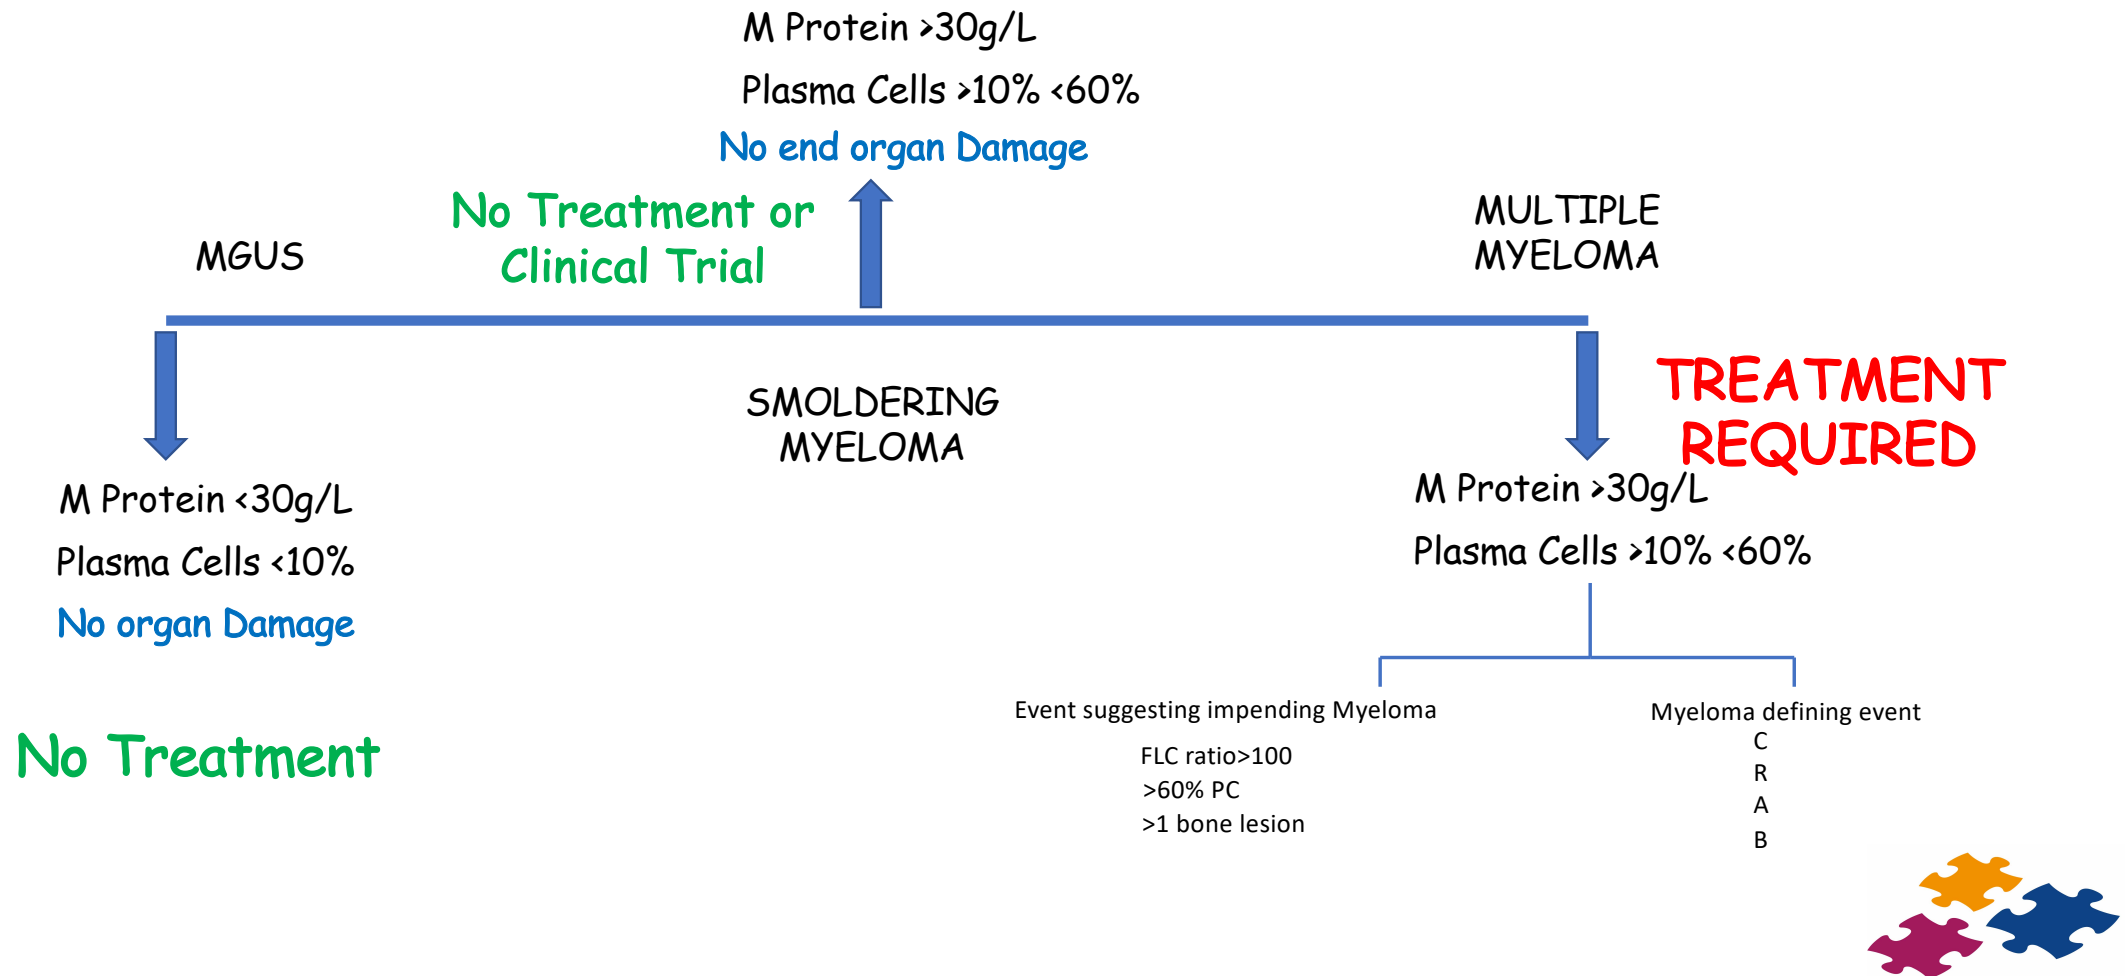 M Protein >30g/L
Plasma Cells >10% <60%
No end organ Damage
No Treatment or
Clinical Trial
MGUS
MULTIPLE
MYELOMA
SMOLDERING
MYELOMA
TREATMENT
REQUIRED
M Protein <30g/L
Plasma Cells <10%
No organ Damage
No Treatment
M Protein >30g/L
Plasma Cells >10% <60%
Event suggesting impending Myeloma
FLC ratio>100
>60% PC
>1 bone lesion
Myeloma defining event
C
R
A
B